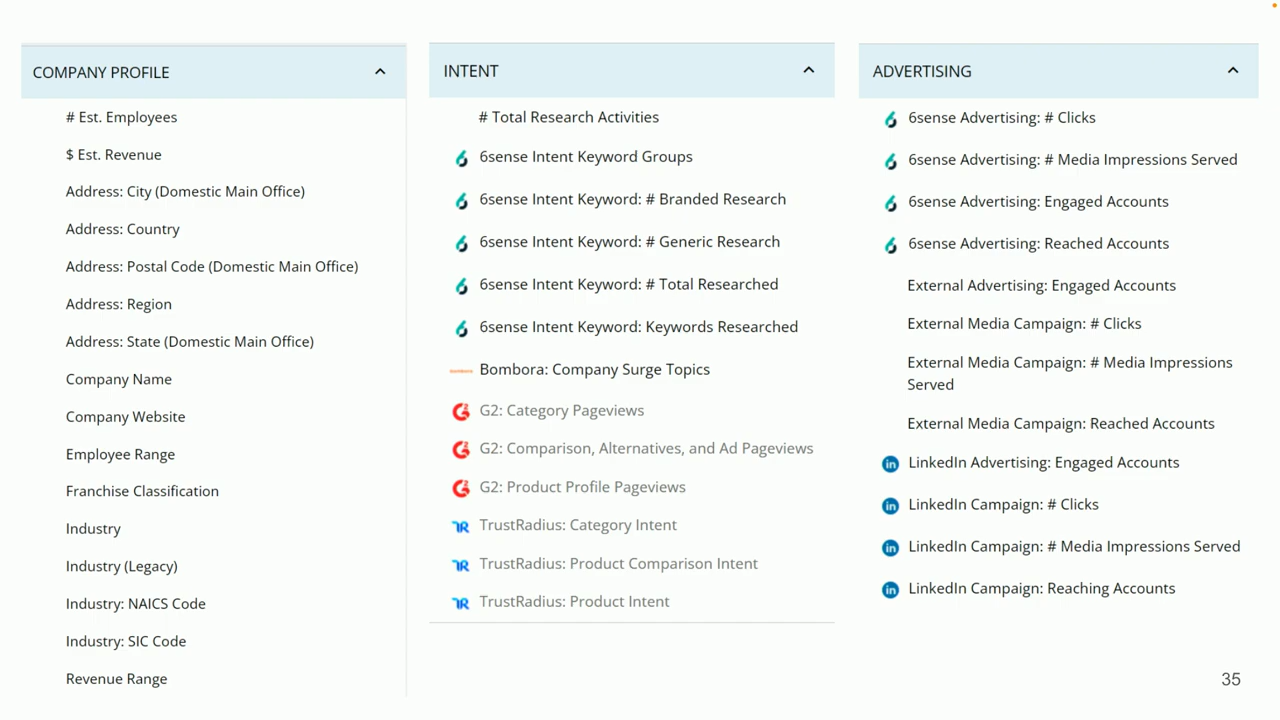 COMPANY PROFILE
# Est. Employees
$ Est. Revenue
Address: City (Domestic Main Office)
Address: Country
Address: Postal Code (Domestic Main Office)
Address: Region
Address: State (Domestic Main Office)
Company Name
Company Website
Employee Range
Franchise Classification
Industry
Industry (Legacy)
Industry: NAICS Code
Industry: SIC Code
Revenue Range
INTENT
# Total Research Activities
6sense Intent Keyword Groups
6sense Intent Keyword: # Branded Research
6sense Intent Keyword: # Generic Research
6sense Intent Keyword: # Total Researched
6sense Intent Keyword: Keywords Researched
Bombora: Company Surge Topics
G2: Category Pageviews
G2: Comparison, Alternatives, and Ad Pageviews
G2: Product Profile Pageviews
TrustRadius: Category Intent
TrustRadius: Product Comparison Intent
TrustRadius: Product Intent
ADVERTISING
6sense Advertising: # Clicks
6sense Advertising: # Media Impressions Served
6sense Advertising: Engaged Accounts
6sense Advertising: Reached Accounts
External Advertising: Engaged Accounts
External Media Campaign: # Clicks
External Media Campaign: # Media Impressions
Served
External Media Campaign: Reached Accounts
LinkedIn Advertising: Engaged Accounts
LinkedIn Campaign: # Clicks
LinkedIn Campaign: # Media Impressions Served
LinkedIn Campaign: Reaching Accounts
35